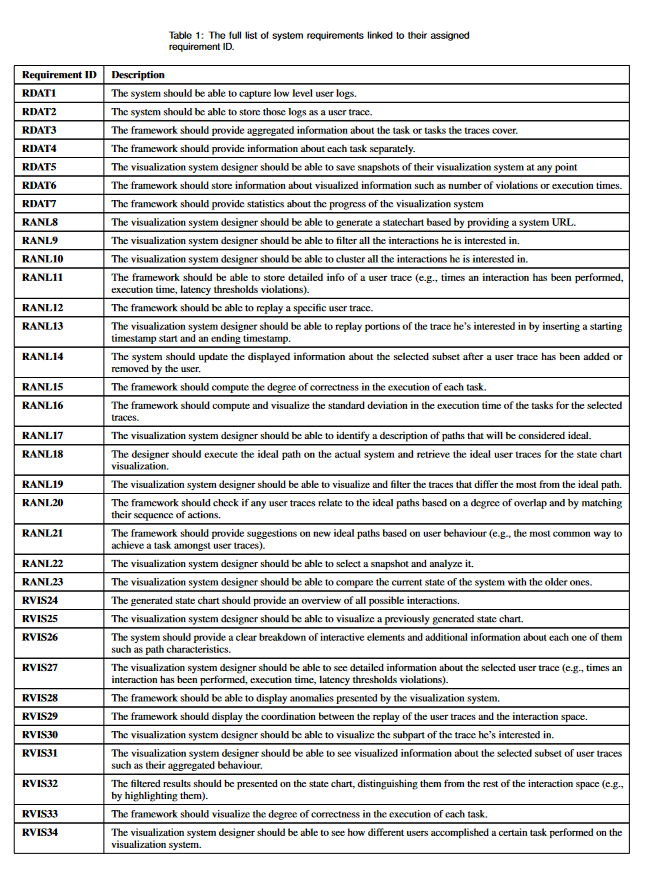 Table 1: The full list of system requirements linked to their assigned
requirement ID.
Requirement ID Description
RDAT1 The system should be able to capture low level user logs.
RDAT2 The system should be able to store those logs as a user trace.
RDAT3 The framework should provide aggregated information about the task or tasks the traces cover.
RDAT4 The framework should provide information about each task separately.
RDAT5 The visualization system designer should be able to save snapshots of their visualization system at any point
RDAT6 The framework should store information about visualized information such as number of violations or execution times.
RDAT7 The framework should provide statistics about the progress of the visualization system
RANL8 The visualization system designer should be able to generate a statechart based by providing a system URL.
RANL9 The visualization system designer should be able to filter all the interactions he is interested in.
RANL10 The visualization system designer should be able to cluster all the interactions he is interested in.
RANL11 The framework should be able to store detailed info of a user trace (e.g., times an interaction has been performed,
execution time, latency thresholds violations).
RANL12 The framework should be able to replay a specific user trace.
RANL13 The visualization system designer should be able to replay portions of the trace he's interested in by inserting a starting
timestamp start and an ending timestamp.
RANL14 The system should update the displayed information about the selected subset after a user trace has been added or
removed by the user.
RANL15 The framework should compute the degree of correctness in the execution of each task.
RANL16 The framework should compute and visualize the standard deviation in the execution time of the tasks for the selected
traces.
RANL17 The visualization system designer should be able to identify a description of paths that will be considered ideal.
RANL18 The designer should execute the ideal path on the actual system and retrieve the ideal user traces for the state chart
visualization.
RANL19 The visualization system designer should be able to visualize and filter the traces that differ the most from the ideal path.
RANL20 The framework should check if any user traces relate to the ideal paths based on a degree of overlap and by matching
their sequence of actions.
RANL21 The framework should provide suggestions on new ideal paths based on user behaviour (e.g., the most common way to
achieve a task amongst user traces).
RANL22 The visualization system designer should be able to select a snapshot and analyze it.
RANL23 The visualization system designer should be able to compare the current state of the system with the older ones.
RVIS24 The generated state chart should provide an overview of all possible interactions.
RVIS25 The visualization system designer should be able to visualize a previously generated state chart.
RVIS26 The system should provide a clear breakdown of interactive elements and additional information about each one of them
such as path characteristics.
RVIS27 The visualization system designer should be able to see detailed information about the selected user trace (e.g., times an
interaction has been performed, execution time, latency thresholds violations).
RVIS28 The framework should be able to display anomalies presented by the visualization system.
RVIS29 The framework should display the coordination between the replay of the user traces and the interaction space.
RVIS30 The visualization system designer should be able to visualize the subpart of the trace he's interested in.
RVIS31 The visualization system designer should be able to see visualized information about the selected subset of user traces
such as their aggregated behaviour.
RVIS32 The filtered results should be presented on the state chart, distinguishing them from the rest of the interaction space (e.g.,
by highlighting them).
RVIS33 The framework should visualize the degree of correctness in the execution of each task.
RVIS34 The visualization system designer should be able to see how different users accomplished a certain task performed on the
visualization system.